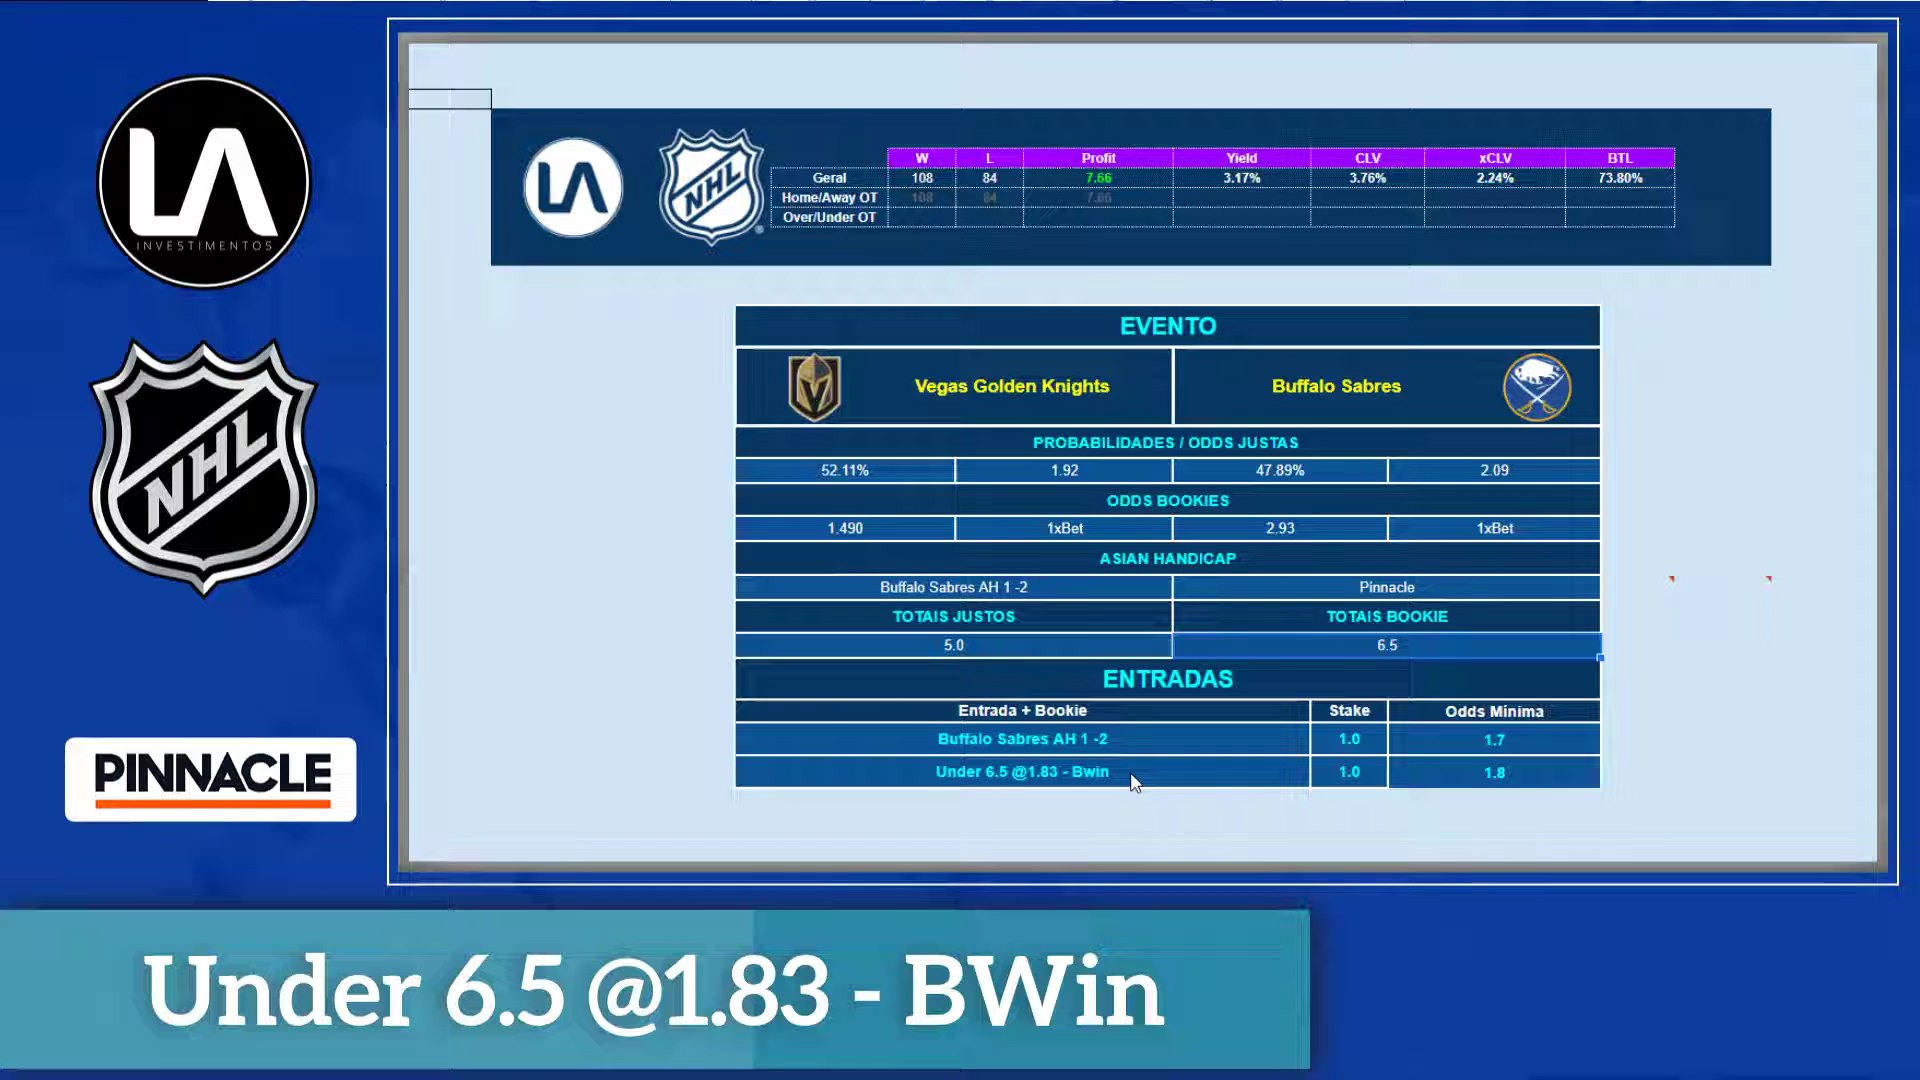 LA
INVESTIMENTOS
NHL
PINNACLE
LA
NHL
W L Profit Yield CLV xCLV BTL
Geral 108 84 7.66 3.17% 3.76% 2.24% 73.80%
Home/Away OT 108 84 7.66
Over/Under OT
EVENTO
Vegas Golden Knights Buffalo Sabres
PROBABILIDADES / ODDS JUSTAS
52.11% 1.92 47.89% 2.09
ODDS BOOKIES
1.490 1xBet 2.93 1xBet
ASIAN HANDICAP
Buffalo Sabres AH 1 -2 Pinnacle
TOTAIS JUSTOS TOTAIS BOOKIE
5.0 6.5
ENTRADAS
Entrada + Bookie Stake Odds Mínima
Buffalo Sabres AH 1 -2 1.0 1.7
Under 6.5 @1.83 - Bwin 1.0 1.8
Under 6.5 @1.83 - BWin